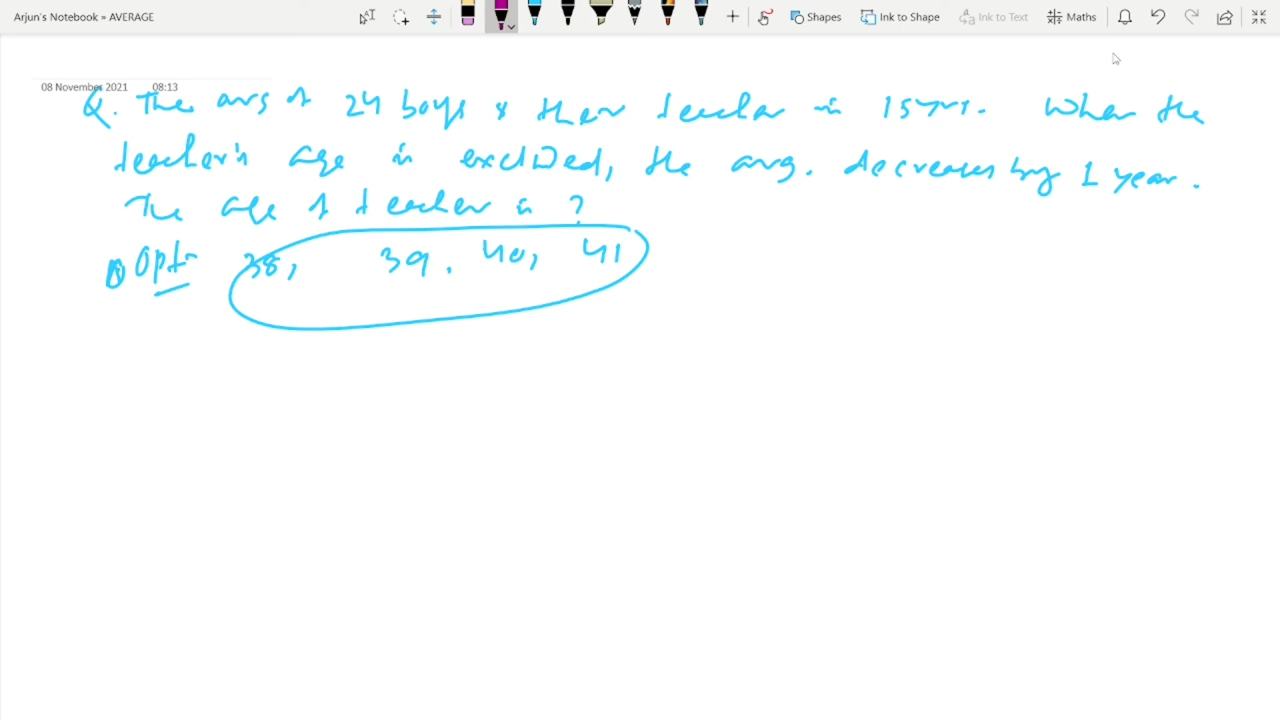 Arjun's Notebook » AVERAGE
Shapes Ink to Shape Ink to Text Maths
08 November 2021 08:13
Q. The avg of 24 boys & their teacher is 15 yrs. When the
teacher's age is excluded, the avg. decreases by 1 year.
The age of teacher is ?
Opt- 38, 39. 40, 41